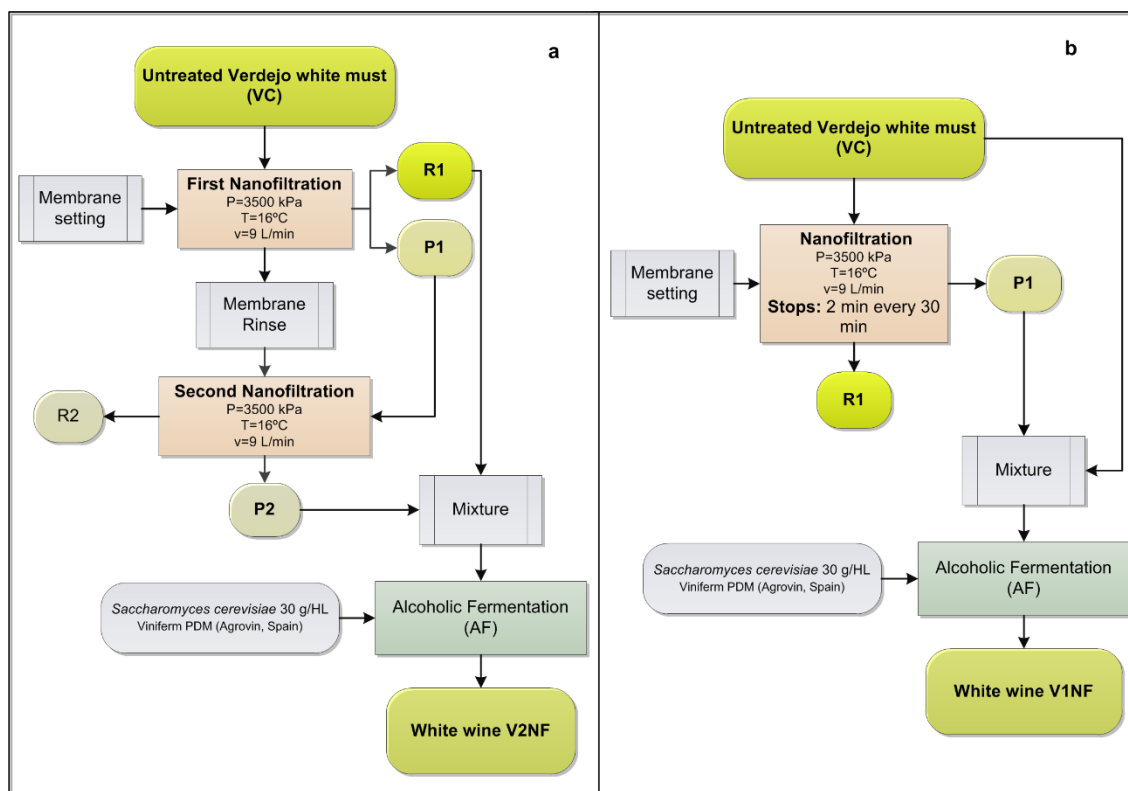 a
Untreated Verdejo white must
(VC)
First Nanofiltration
P=3500 kPa
T=16ºC
v=9 L/min
Membrane
setting
R1
P1
Membrane
Rinse
Second Nanofiltration
P=3500 kPa
T=16ºC
v=9 L/min
R2
P2
Mixture
Saccharomyces cerevisiae 30 g/HL
Viniferm PDM (Agrovin, Spain)
Alcoholic Fermentation
(AF)
White wine V2NF
b
Untreated Verdejo white must
(VC)
Nanofiltration
P=3500 kPa
T=16ºC
v=9 L/min
Stops: 2 min every 30
min
Membrane
setting
P1
R1
Mixture
Saccharomyces cerevisiae 30 g/HL
Viniferm PDM (Agrovin, Spain)
Alcoholic Fermentation
(AF)
White wine V1NF